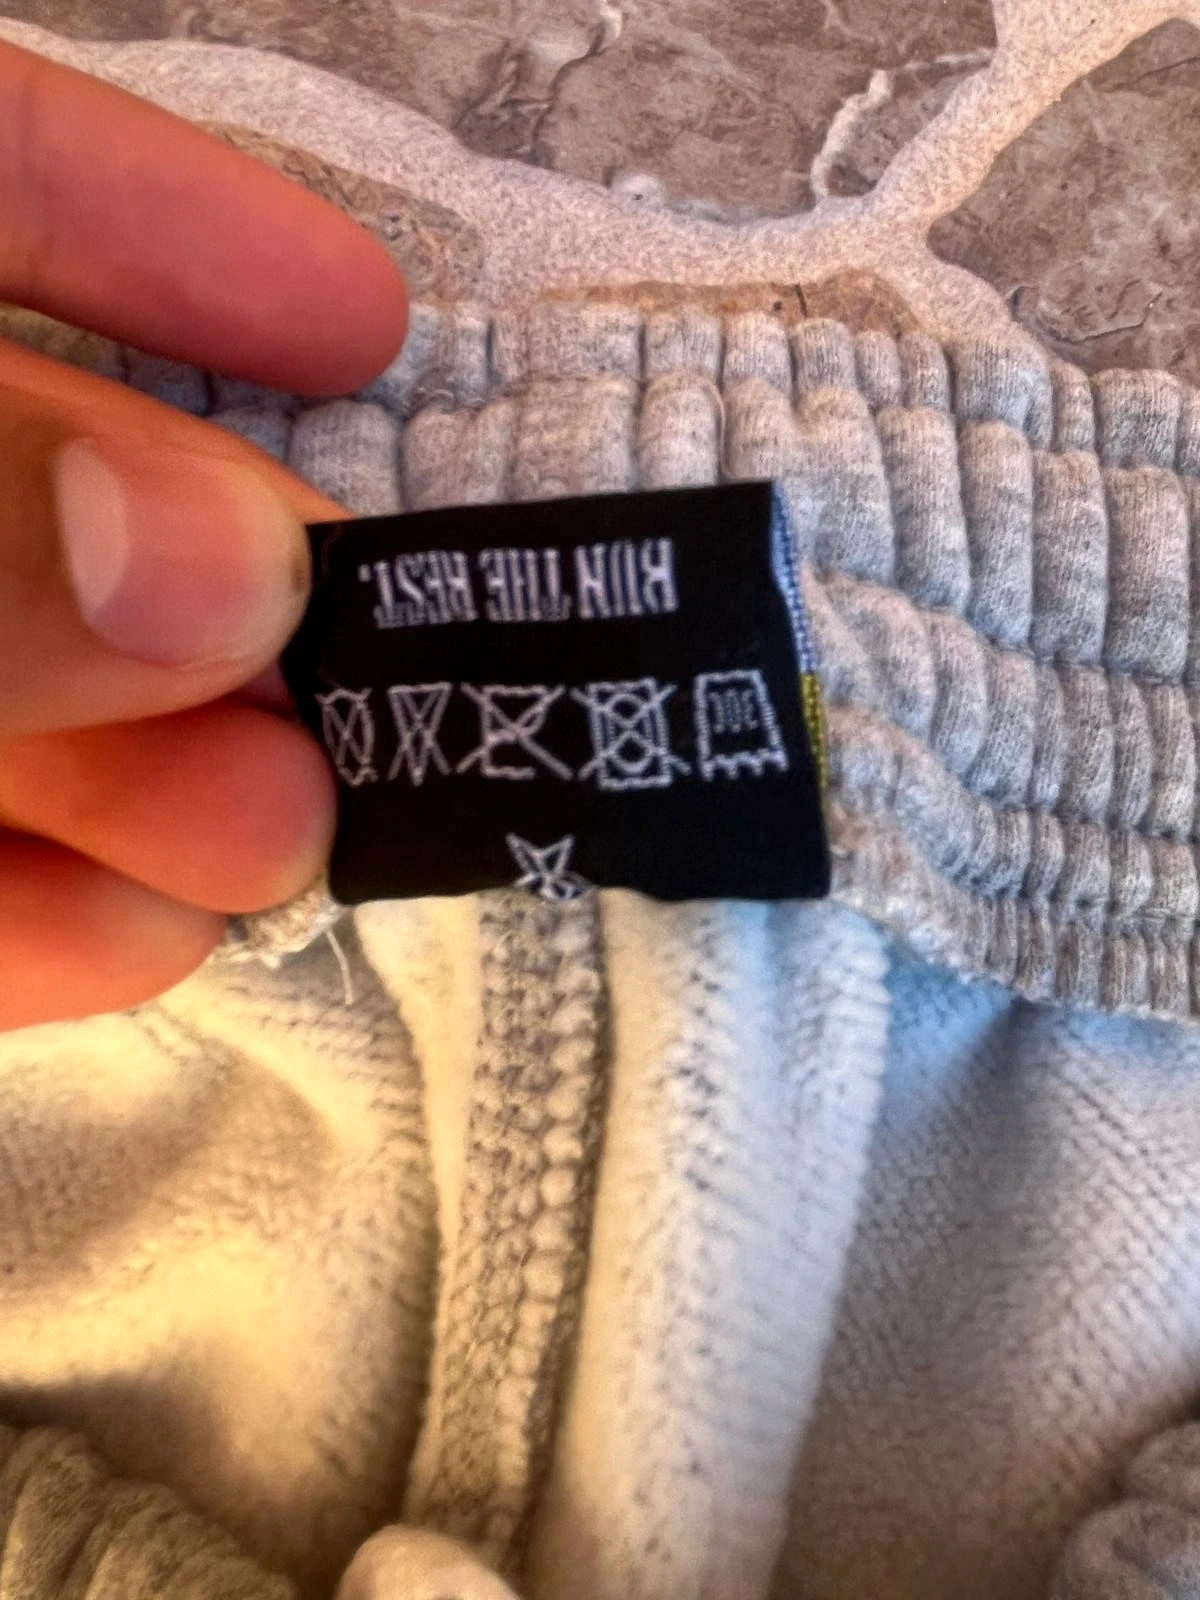 RUN THE REST.
30C